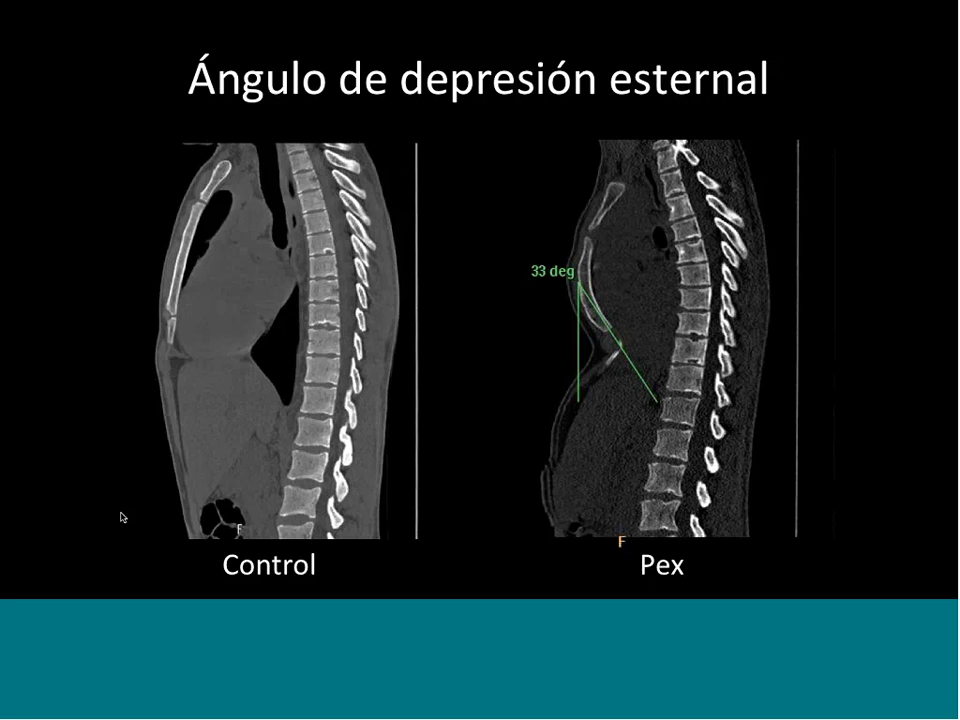 Ángulo de depresión esternal
33 deg
F
F
Control
Pex